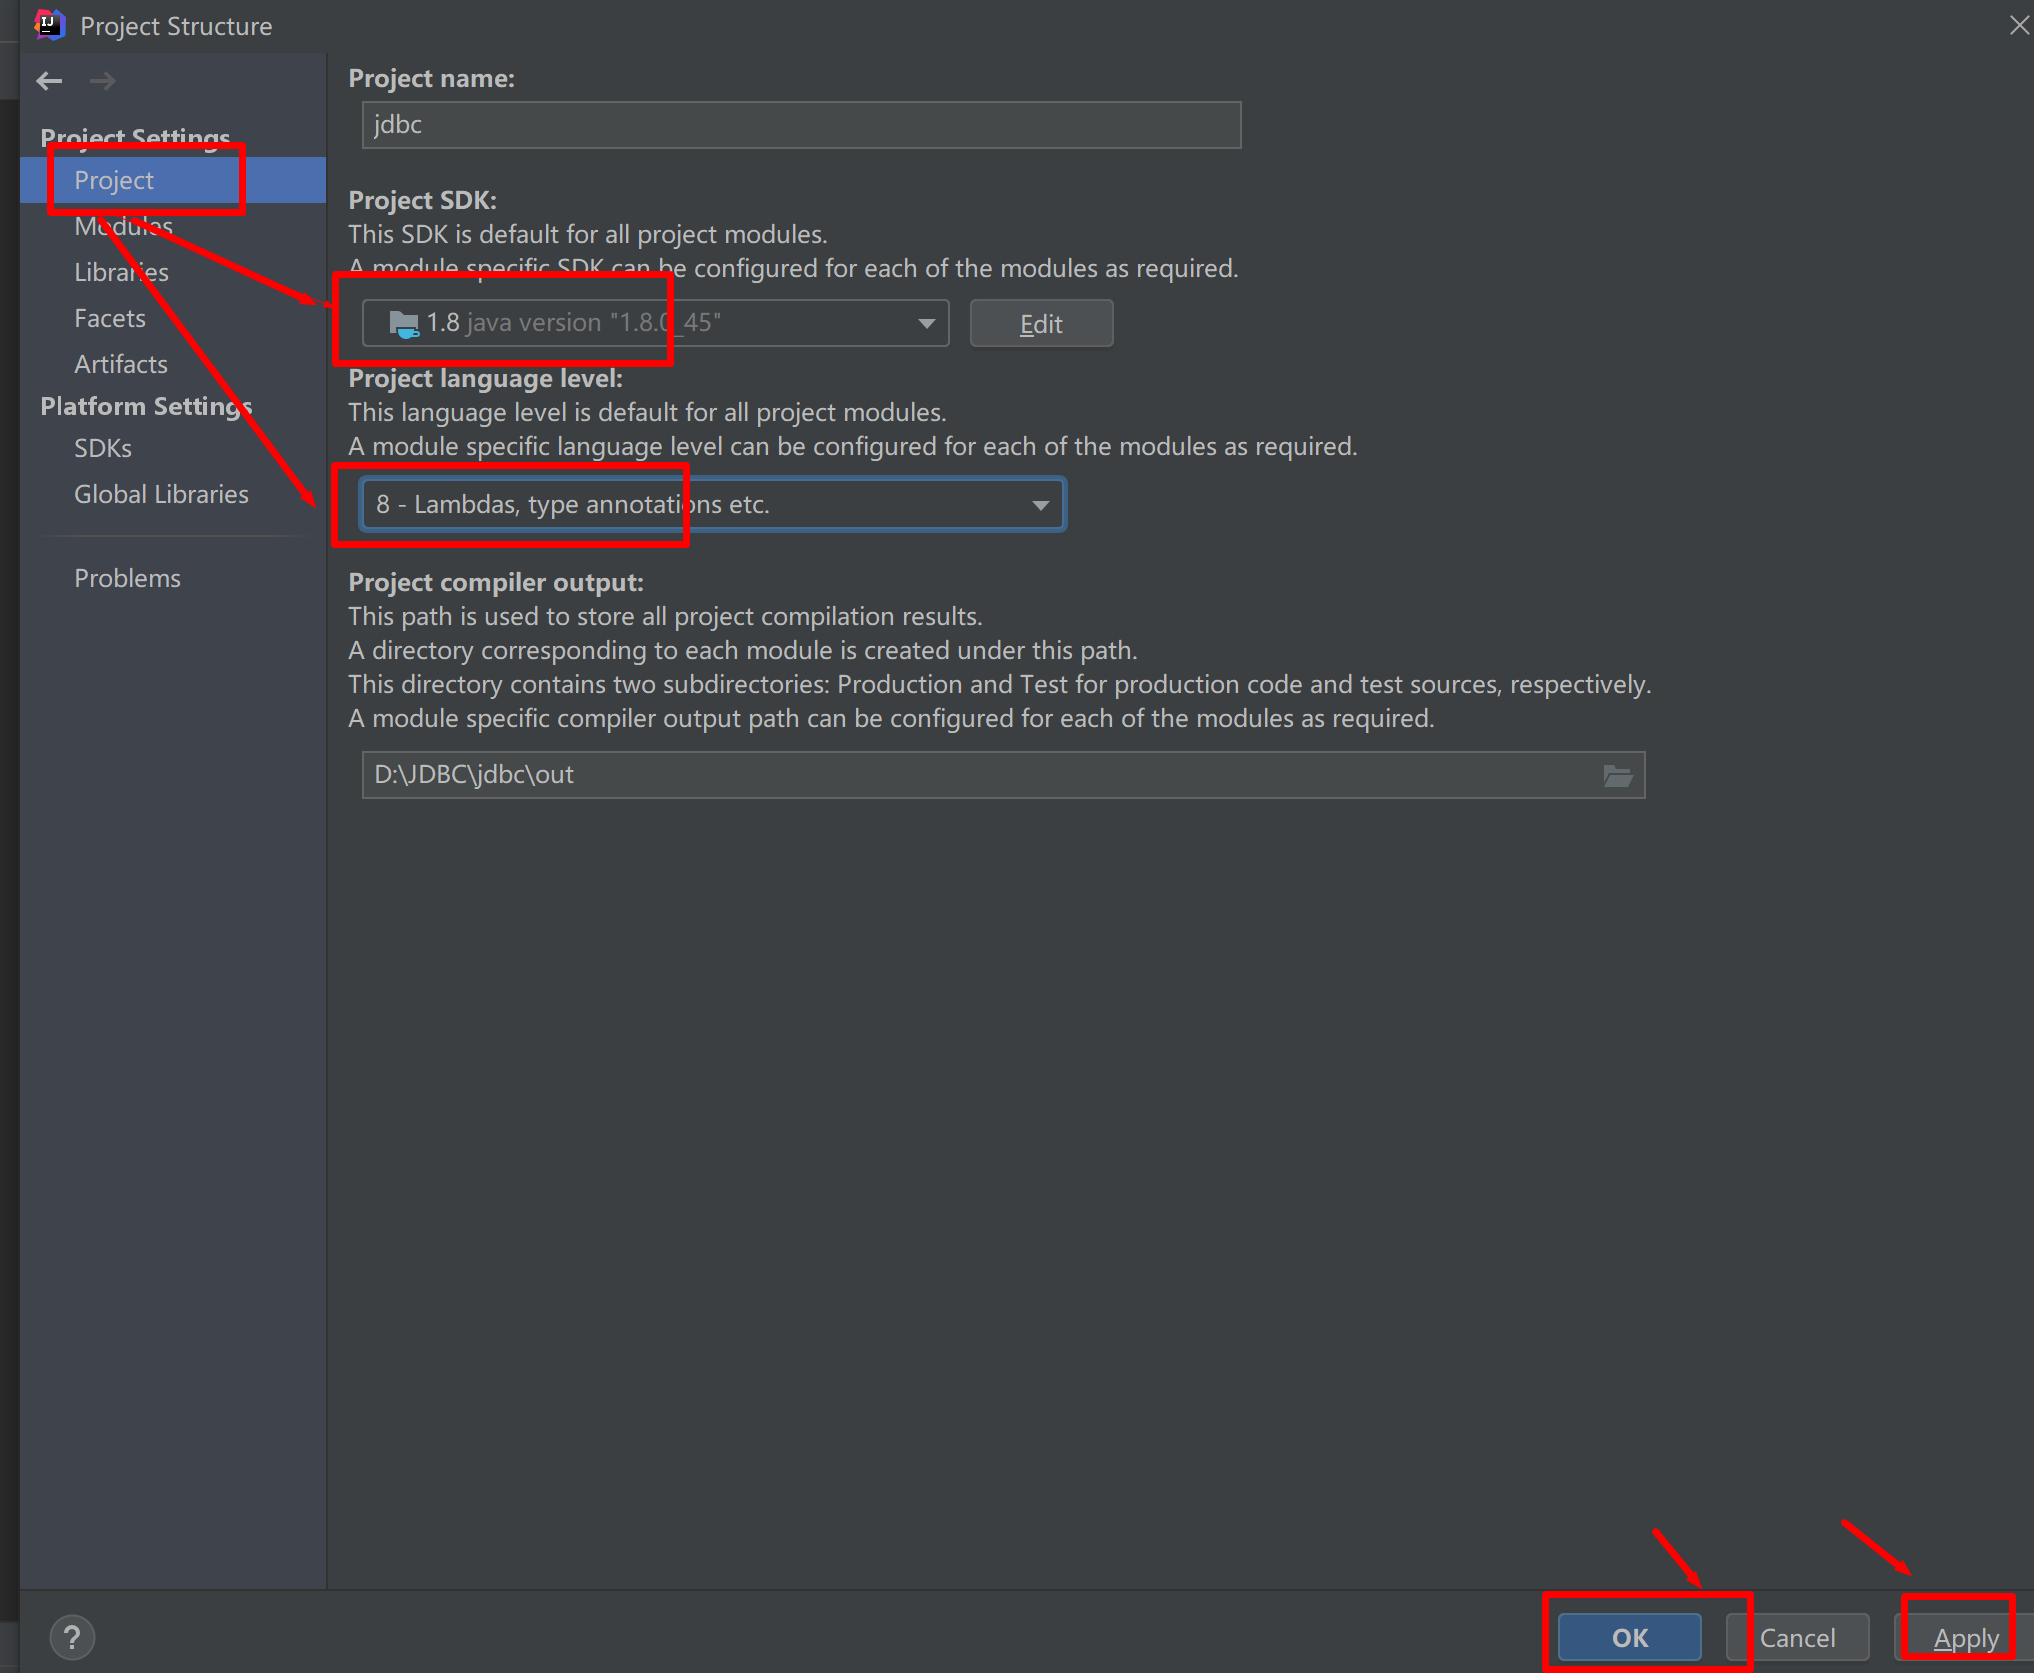 IJ
Project Structure
Project Settings
Project
Modules
Libraries
Facets
Artifacts
Platform Settings
SDKs
Global Libraries
Problems
Project name:
jdbc
Project SDK:
This SDK is default for all project modules.
A module specific SDK can be configured for each of the modules as required.
1.8 java version "1.8.0_45"
Edit
Project language level:
This language level is default for all project modules.
A module specific language level can be configured for each of the modules as required.
8 - Lambdas, type annotations etc.
Project compiler output:
This path is used to store all project compilation results.
A directory corresponding to each module is created under this path.
This directory contains two subdirectories: Production and Test for production code and test sources, respectively.
A module specific compiler output path can be configured for each of the modules as required.
D:\JDBC\jdbc\out
?
OK
Cancel
Apply